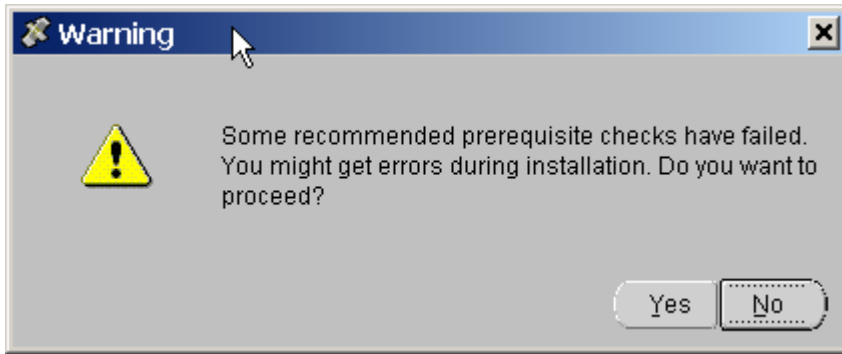 Warning
Some recommended prerequisite checks have failed.
You might get errors during installation. Do you want to
proceed?
Yes
No